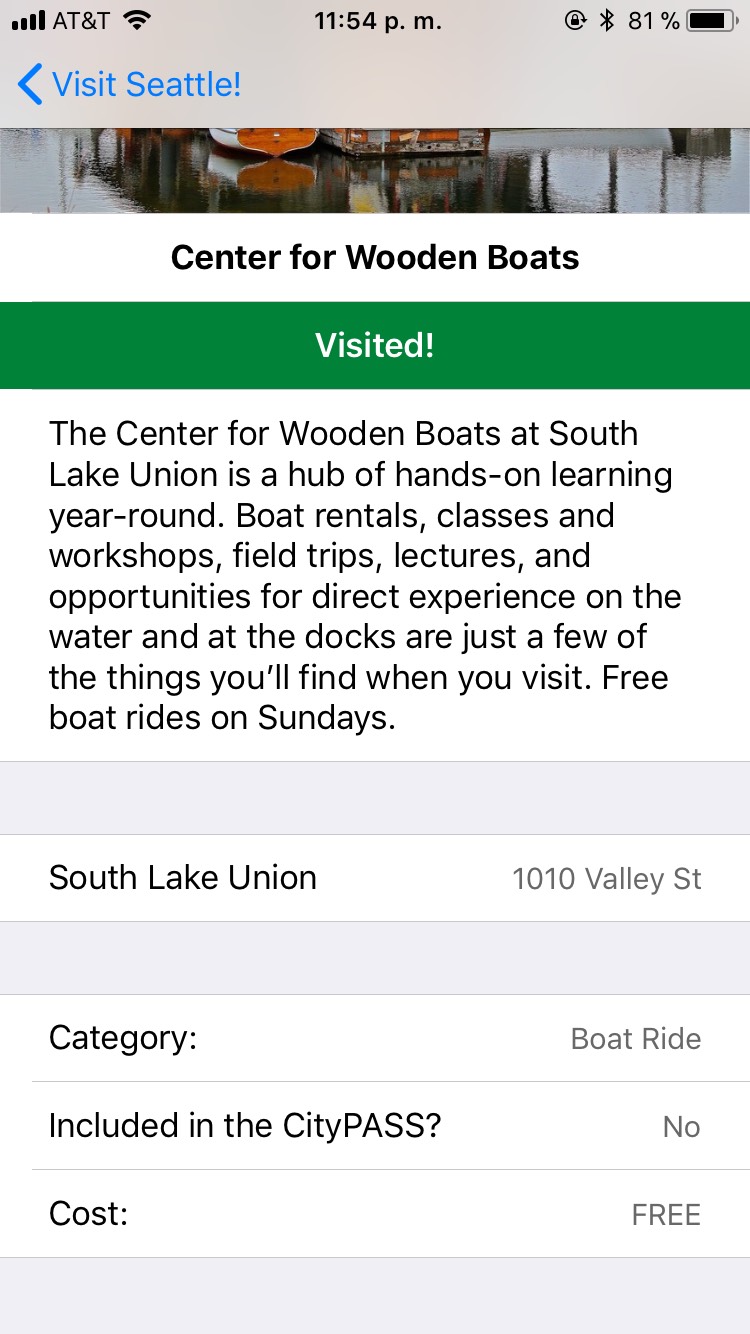 AT&T 11:54 p. m. 81 %
Visit Seattle!
Center for Wooden Boats
Visited!
The Center for Wooden Boats at South
Lake Union is a hub of hands-on learning
year-round. Boat rentals, classes and
workshops, field trips, lectures, and
opportunities for direct experience on the
water and at the docks are just a few of
the things you’ll find when you visit. Free
boat rides on Sundays.
South Lake Union 1010 Valley St
Category: Boat Ride
Included in the CityPASS? No
Cost: FREE